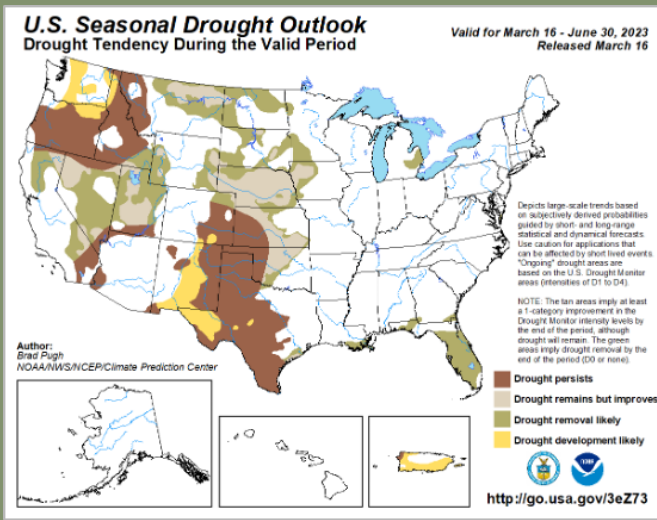 U.S. Seasonal Drought Outlook
Drought Tendency During the Valid Period
Valid for March 16 - June 30, 2023
Released March 16
Depicts large-scale trends based
on subjectively derived probabilities
guided by short- and long-range
statistical and dynamical forecasts.
Use caution for applications that
can be affected by short lived events.
"Ongoing" drought areas are
based on the U.S. Drought Monitor
areas (intensities of D1 to D4).
NOTE: The tan areas imply at least
a 1-category improvement in the
Drought Monitor intensity levels by
the end of the period, although
drought will remain. The green
areas imply drought removal by the
end of the period (D0 or none).
Author:
Brad Pugh
NOAA/NWS/NCEP/Climate Prediction Center
Drought persists
Drought remains but improves
Drought removal likely
Drought development likely
http://go.usa.gov/3eZ73